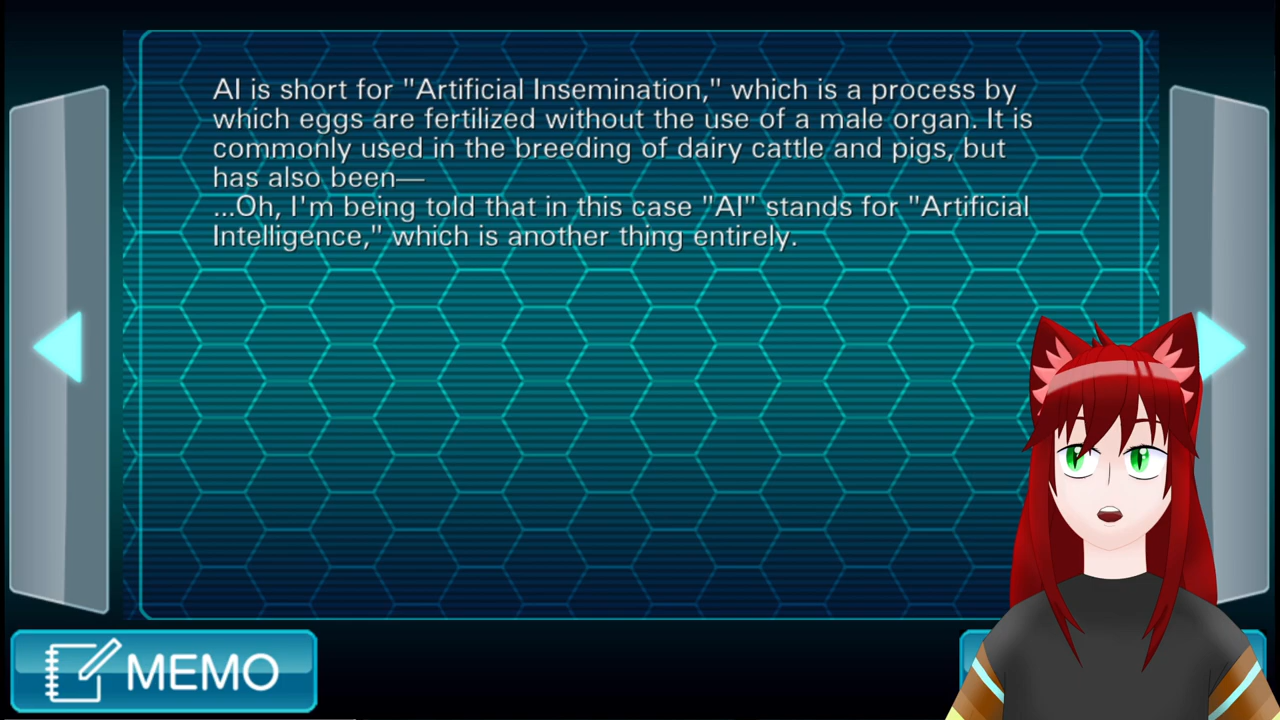 AI is short for "Artificial Insemination," which is a process by
which eggs are fertilized without the use of a male organ. It is
commonly used in the breeding of dairy cattle and pigs, but
has also been—
...Oh, I'm being told that in this case "AI" stands for "Artificial
Intelligence," which is another thing entirely.
MEMO